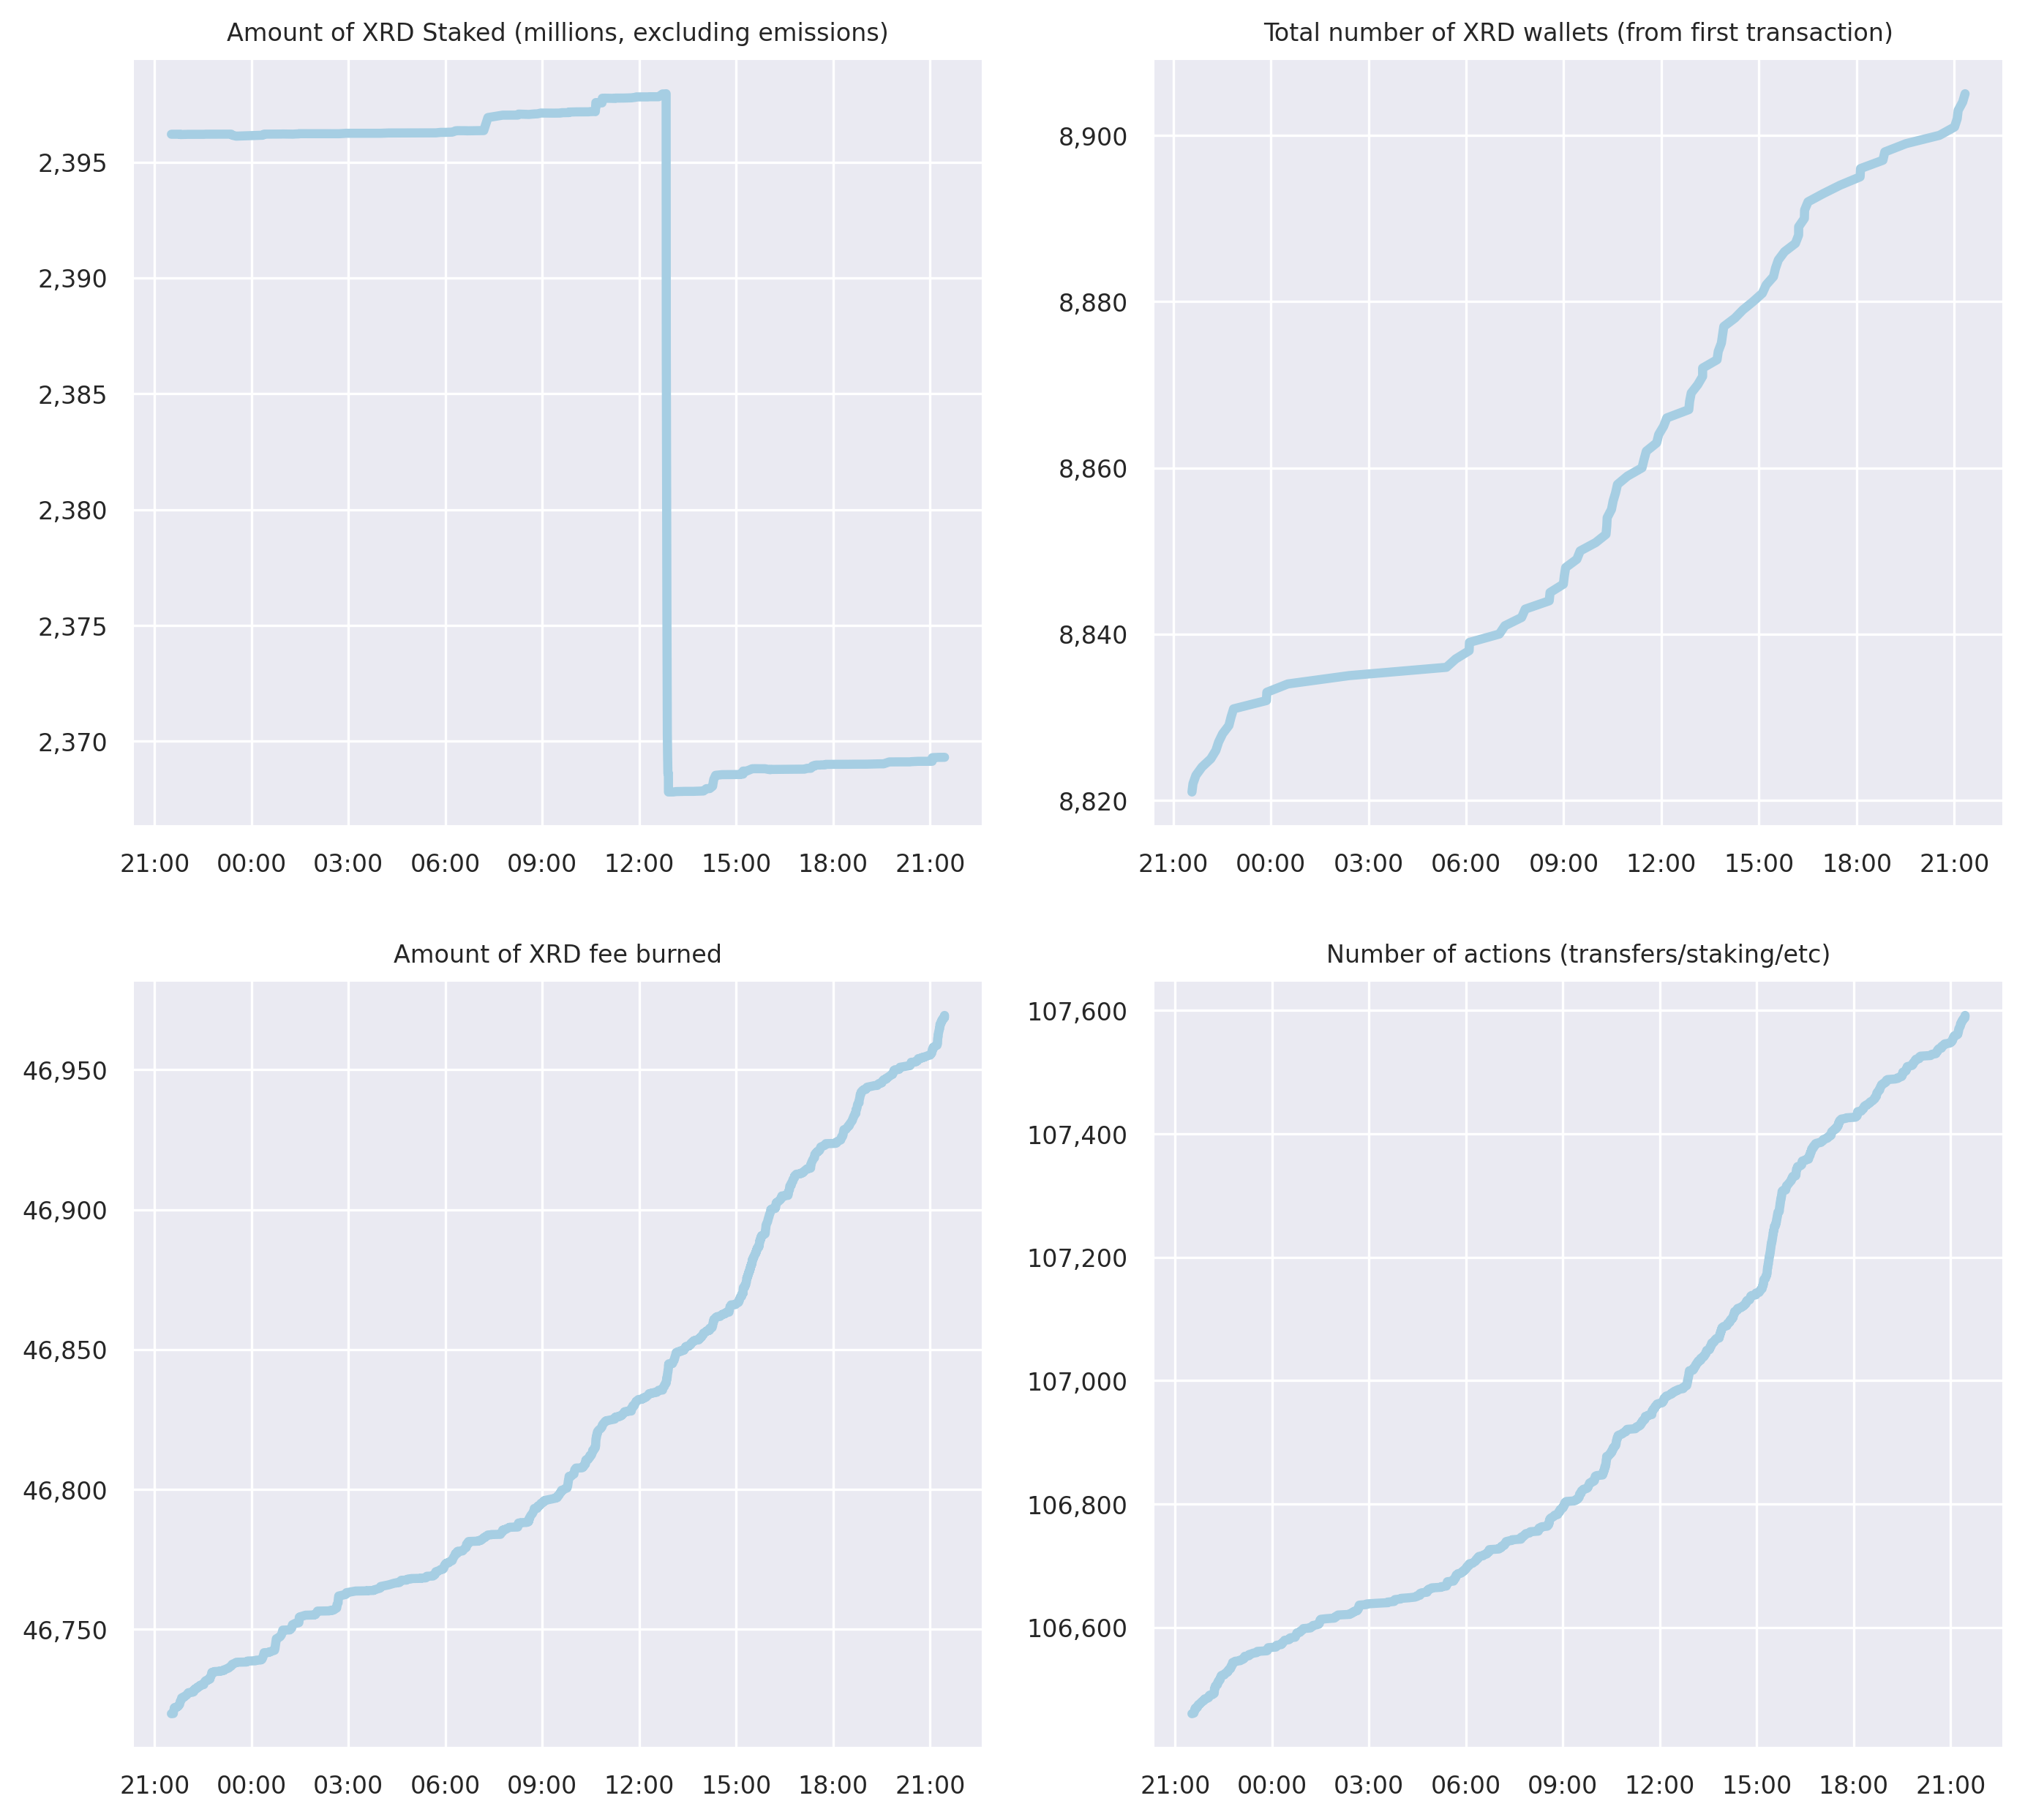 Amount of XRD Staked (millions, excluding emissions)
2,395
2,390
2,385
2,380
2,375
2,370
21:00 00:00 03:00 06:00 09:00 12:00 15:00 18:00 21:00
Total number of XRD wallets (from first transaction)
8,900
8,880
8,860
8,840
8,820
21:00 00:00 03:00 06:00 09:00 12:00 15:00 18:00 21:00
Amount of XRD fee burned
46,950
46,900
46,850
46,800
46,750
21:00 00:00 03:00 06:00 09:00 12:00 15:00 18:00 21:00
Number of actions (transfers/staking/etc)
107,600
107,400
107,200
107,000
106,800
106,600
21:00 00:00 03:00 06:00 09:00 12:00 15:00 18:00 21:00